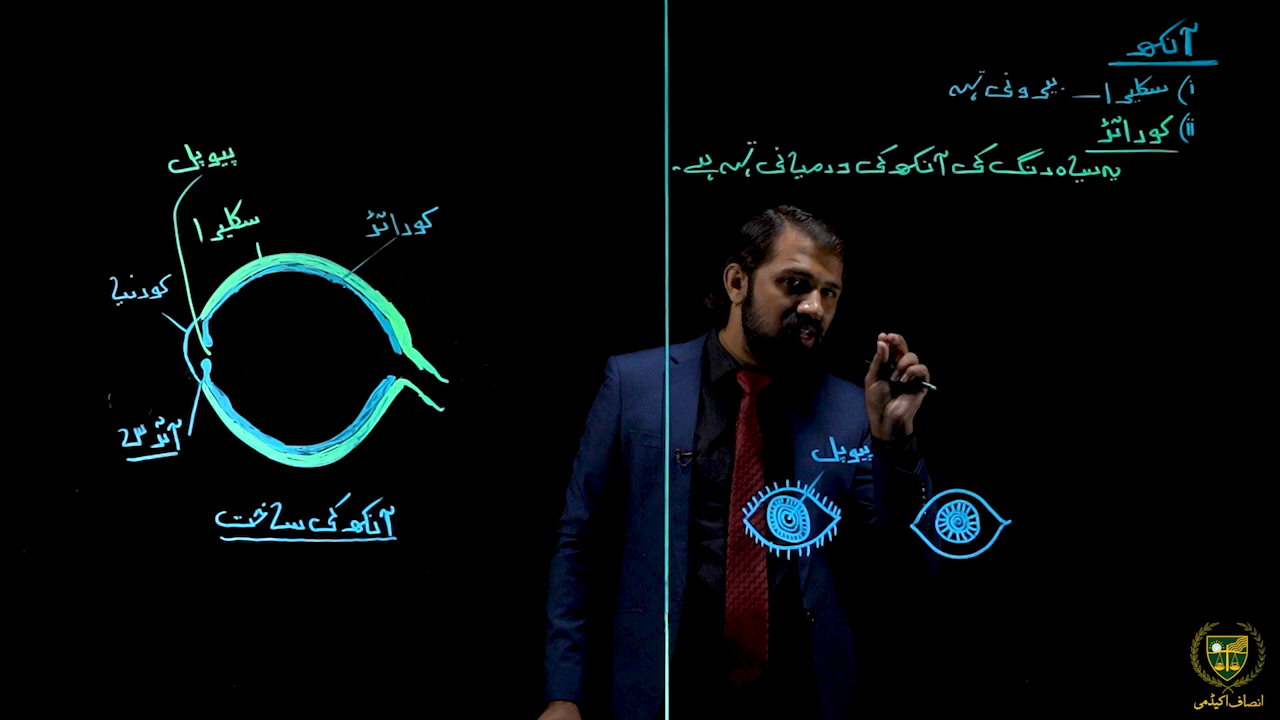 آنکھ
i) سکلیرا — بیرونی تہہ
ii) کورائڈ
یہ سیاہ رنگ کی آنکھ کی درمیانی تہہ ہے۔
پیوپل
سکلیرا
کورائڈ
کورنیا
آئرس
آنکھ کی ساخت
پیوپل
انصاف اکیڈمی